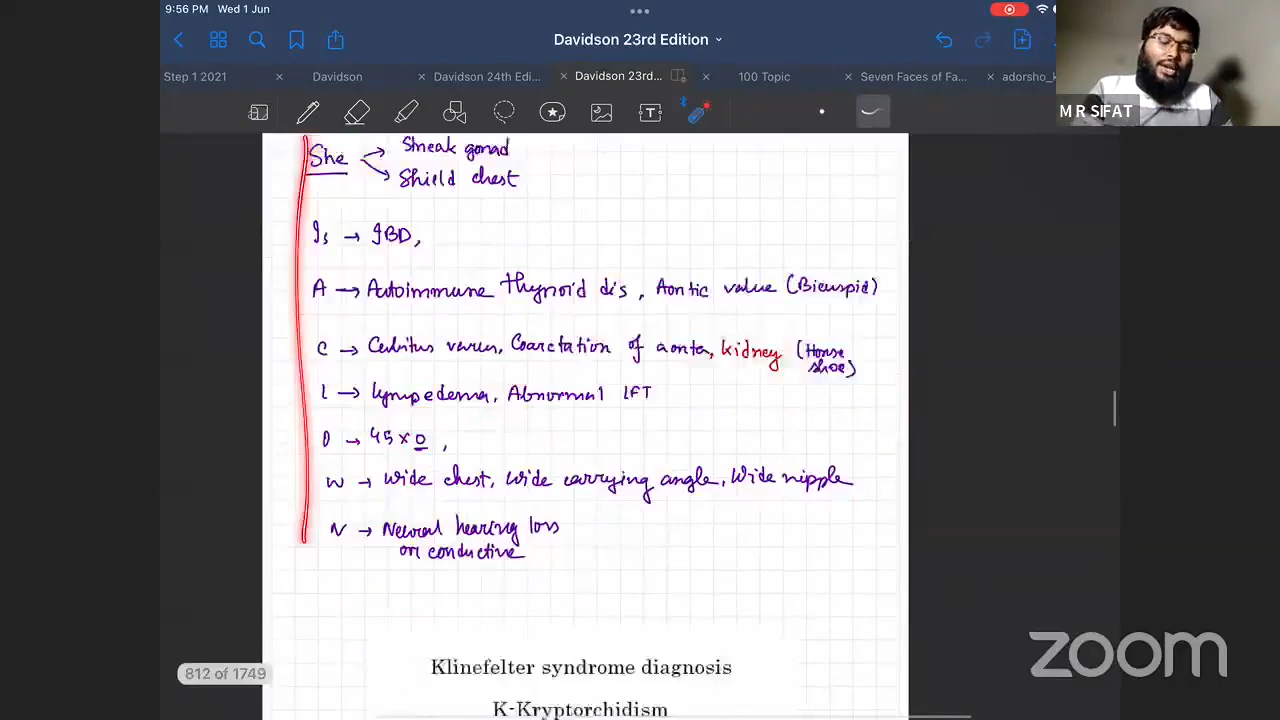 9:56 PM Wed 1 Jun
Davidson 23rd Edition
Step 1 2021
Davidson
Davidson 24th Edi...
Davidson 23rd...
100 Topic
Seven Faces of Fa...
adorsho_k
M R SIFAT
She → Streak gonad
→ Shield chest
Is → IBD,
A → Autoimmune thyroid dis, Aortic value (Bicuspid)
C → Cubitus varus, Coarctation of aorta, kidney (Horse
shoe)
L → lympedema, Abnormal LFT
O → 45 x 0,
W → Wide chest, Wide carrying angle, Wide nipple
N → Neural hearing loss
or conductive
812 of 1749
Klinefelter syndrome diagnosis
K-Kryptorchidism
zoom